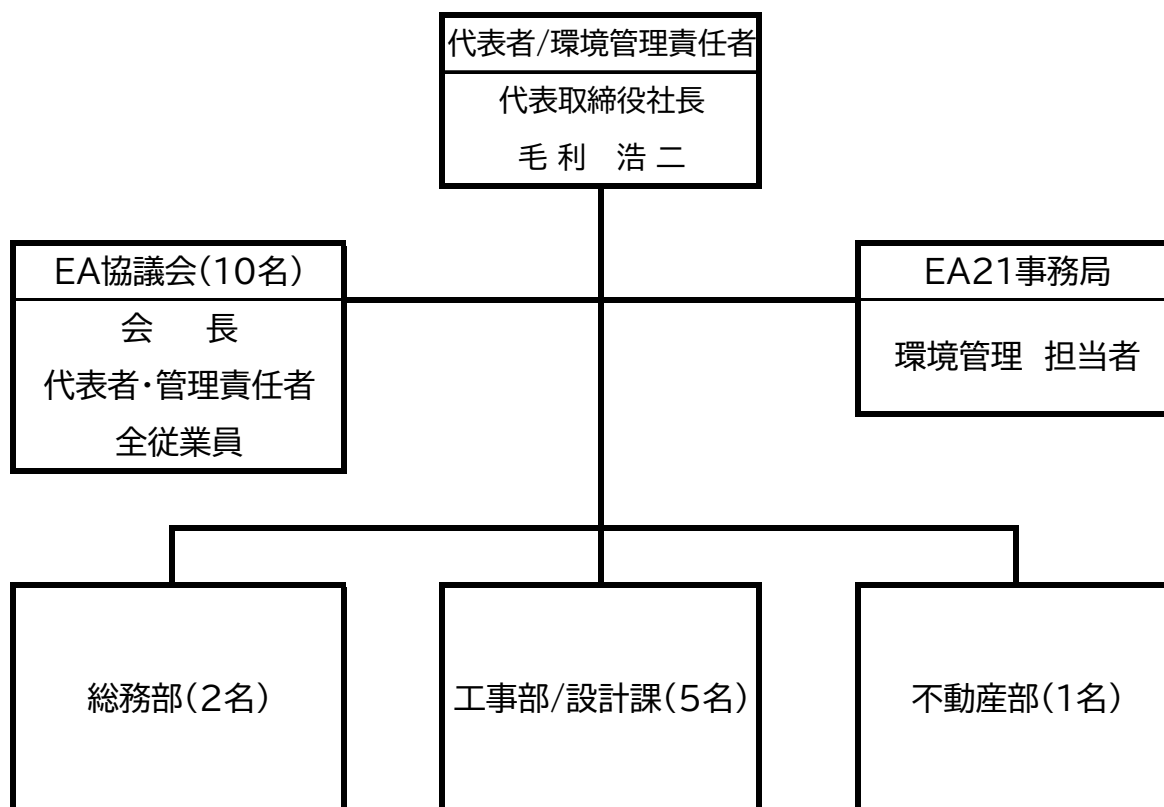 代表者/環境管理責任者
代表取締役社長
毛利　浩二
EA協議会(10名)
会　長
代表者・管理責任者
全従業員
EA21事務局
環境管理　担当者
総務部(2名)
工事部/設計課(5名)
不動産部(1名)